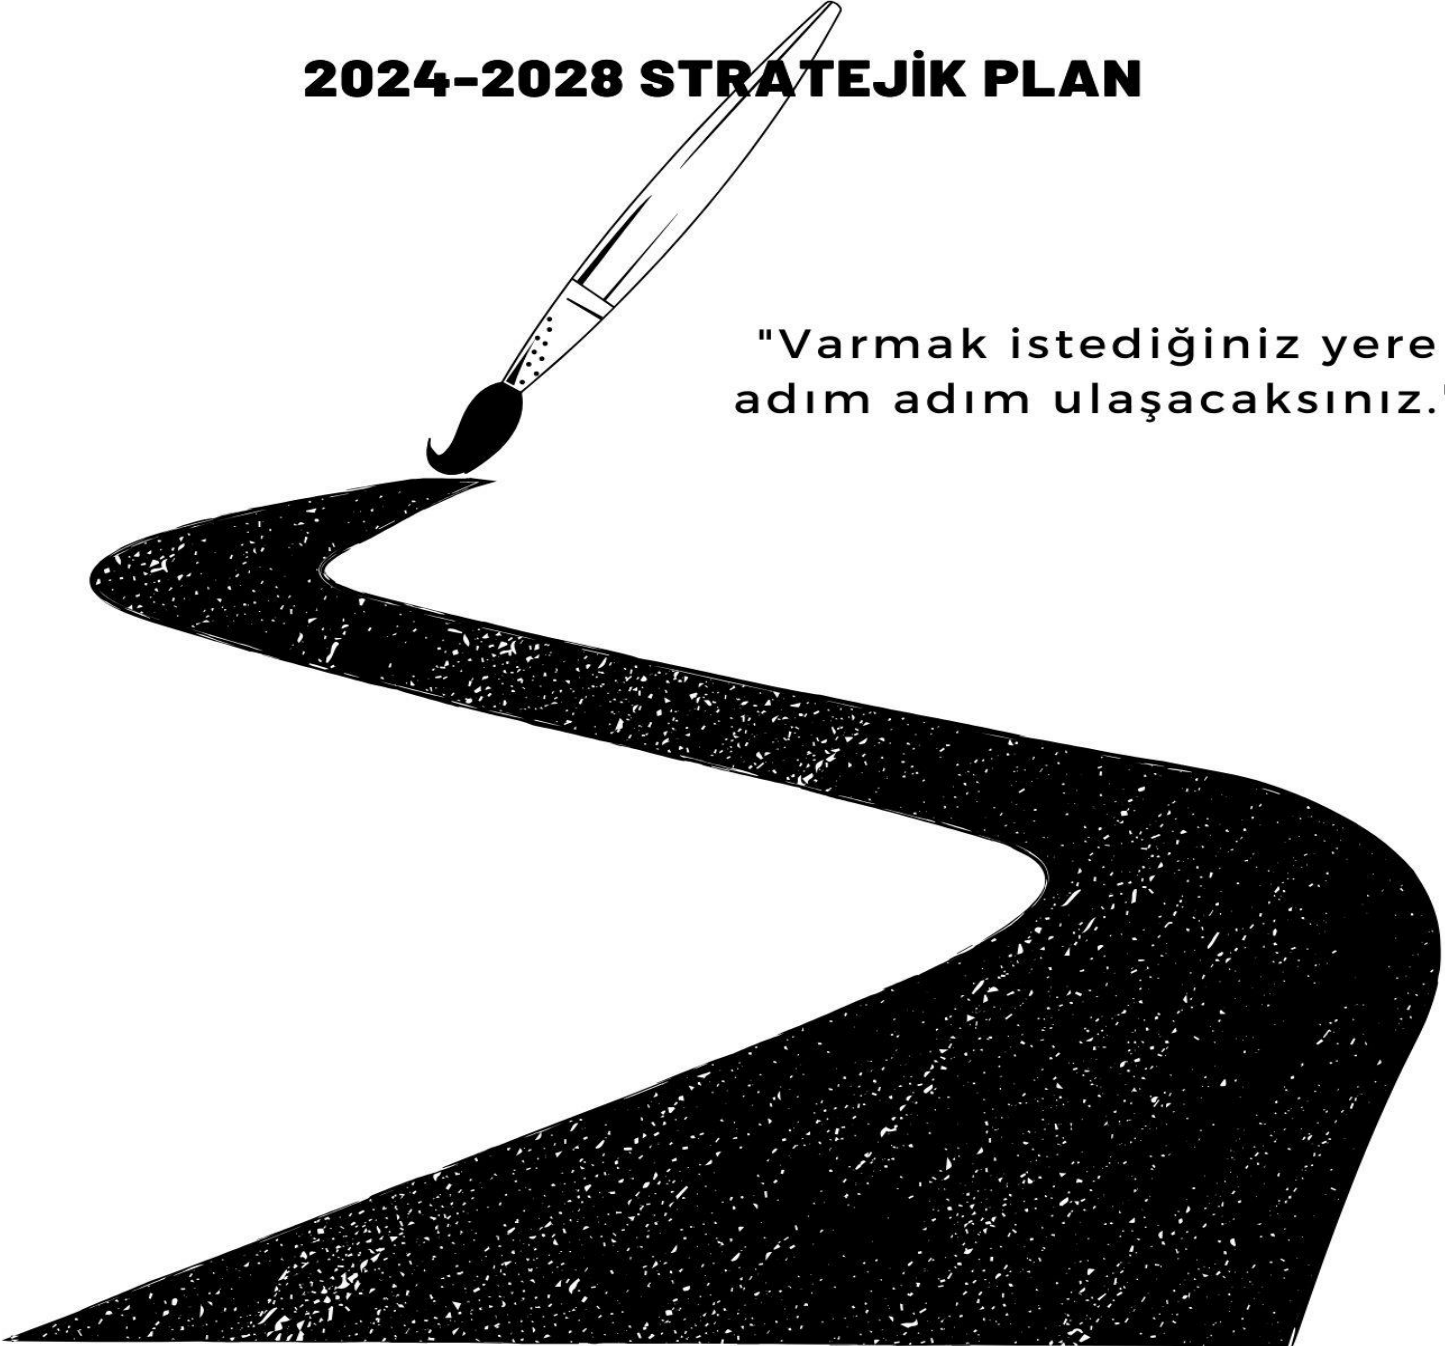 2024-2028 STRATEJİK PLAN
"Varmak istediğiniz yere
adım adım ulaşacaksınız."